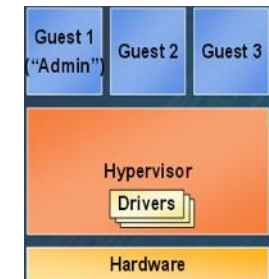 Guest 1
("Admin")
Guest 2
Guest 3
Hypervisor
Drivers
Hardware